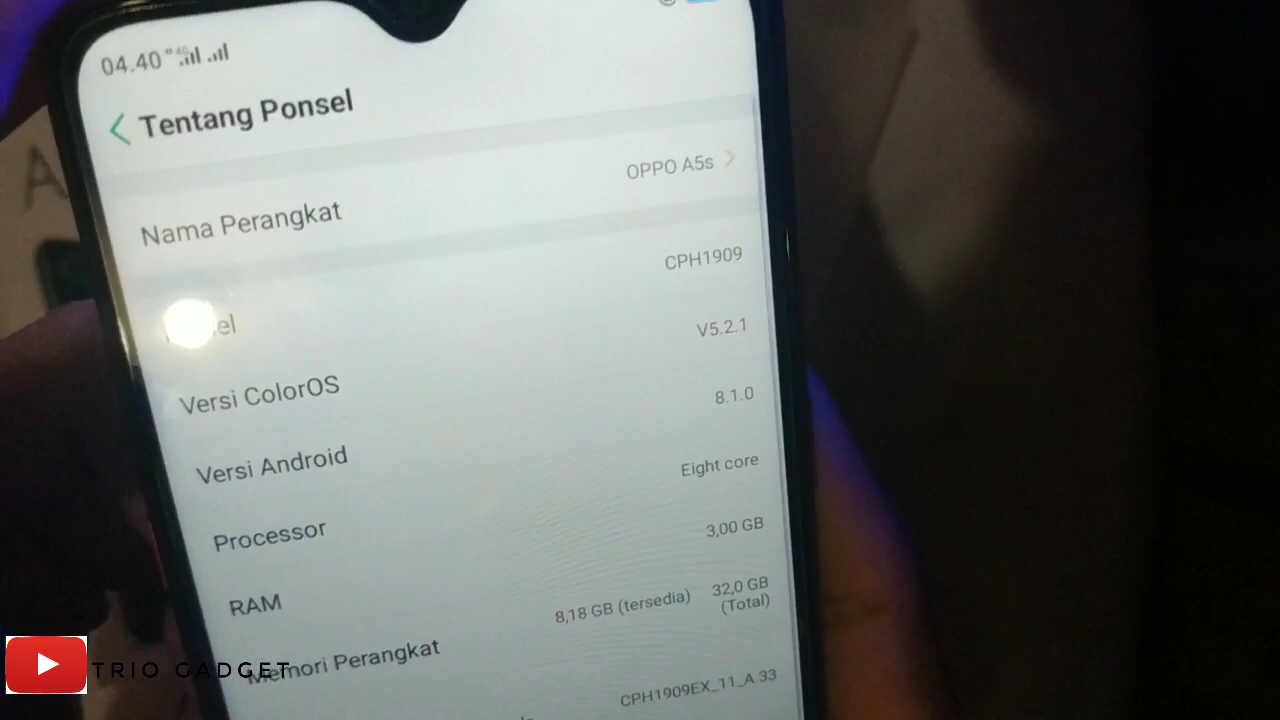 04.40
Tentang Ponsel
Nama Perangkat OPPO A5s
CPH1909
Versi ColorOS V5.2.1
Versi Android 8.1.0
Processor Eight core
RAM 3,00 GB
Memori Perangkat 8,18 GB (tersedia) 32,0 GB (Total)
CPH1909EX_11_A.33
TRIO GADGET